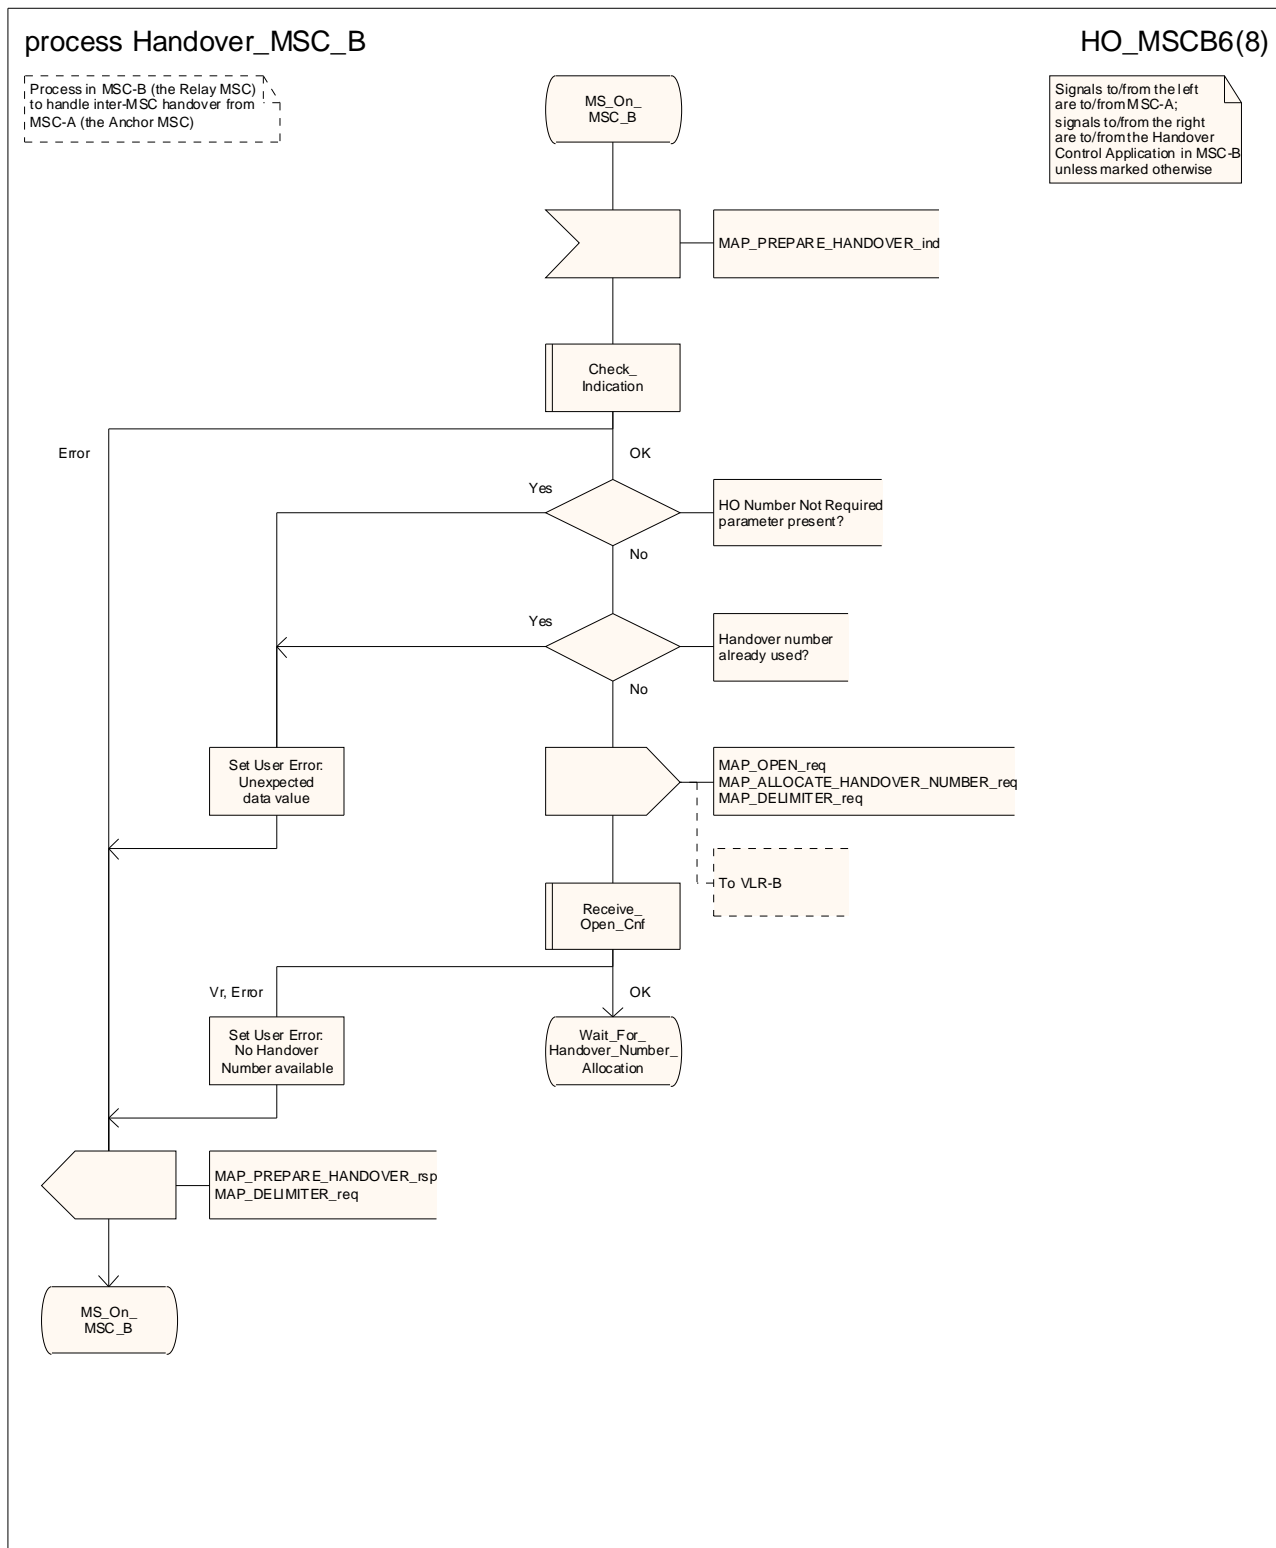 process Handover_MSC_B
HO_MSCB6(8)
Process in MSC-B (the Relay MSC)
to handle inter-MSC handover from
MSC-A (the Anchor MSC)
MS_On_
MSC_B
Signals to/from the left
are to/from MSC-A;
signals to/from the right
are to/from the Handover
Control Application in MSC-B
unless marked otherwise
MAP_PREPARE_HANDOVER_ind
Check_
Indication
Error
OK
Yes
HO Number Not Required
parameter present?
No
Yes
Handover number
already used?
No
Set User Error:
Unexpected
data value
MAP_OPEN_req
MAP_ALLOCATE_HANDOVER_NUMBER_req
MAP_DELIMITER_req
To VLR-B
Receive_
Open_Cnf
Vr, Error
OK
Set User Error:
No Handover
Number available
Wait_For_
Handover_Number_
Allocation
MAP_PREPARE_HANDOVER_rsp
MAP_DELIMITER_req
MS_On_
MSC_B